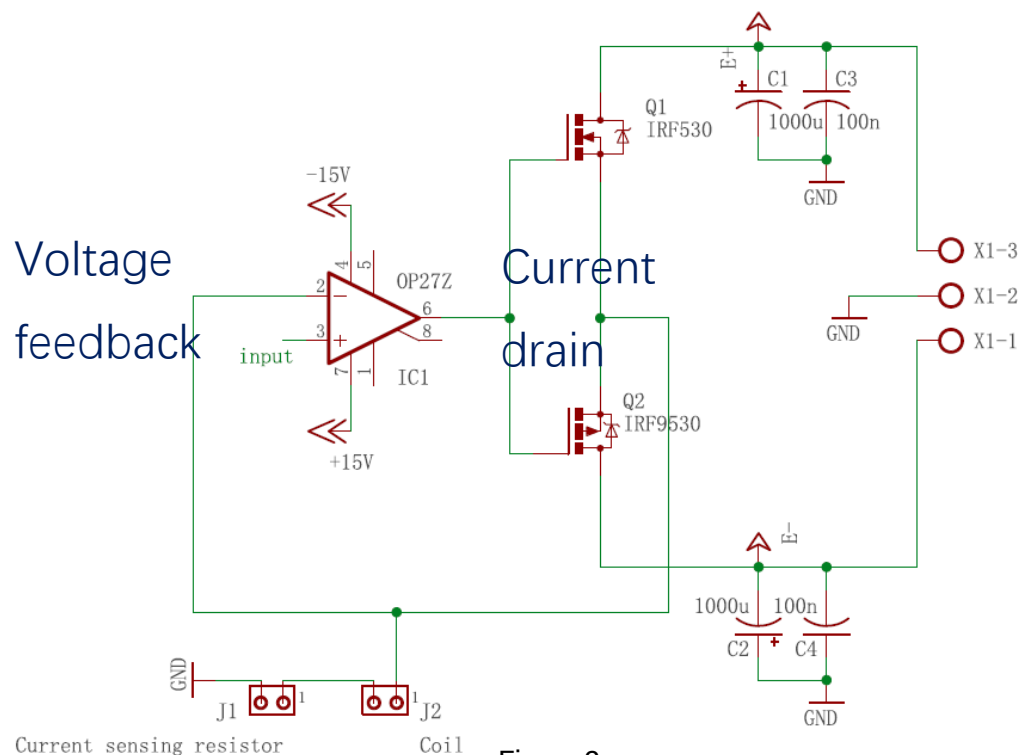 E+
C1
C3
1000u
100n
Q1
IRF530
GND
-15V
Voltage
feedback
Current
drain
4
5
OP27Z
2
6
3
8
input
7
1
IC1
+15V
X1-3
X1-2
X1-1
GND
Q2
IRF9530
E-
1000u
100n
C2
C4
GND
GND
J1
1
1
J2
Current sensing resistor
Coil